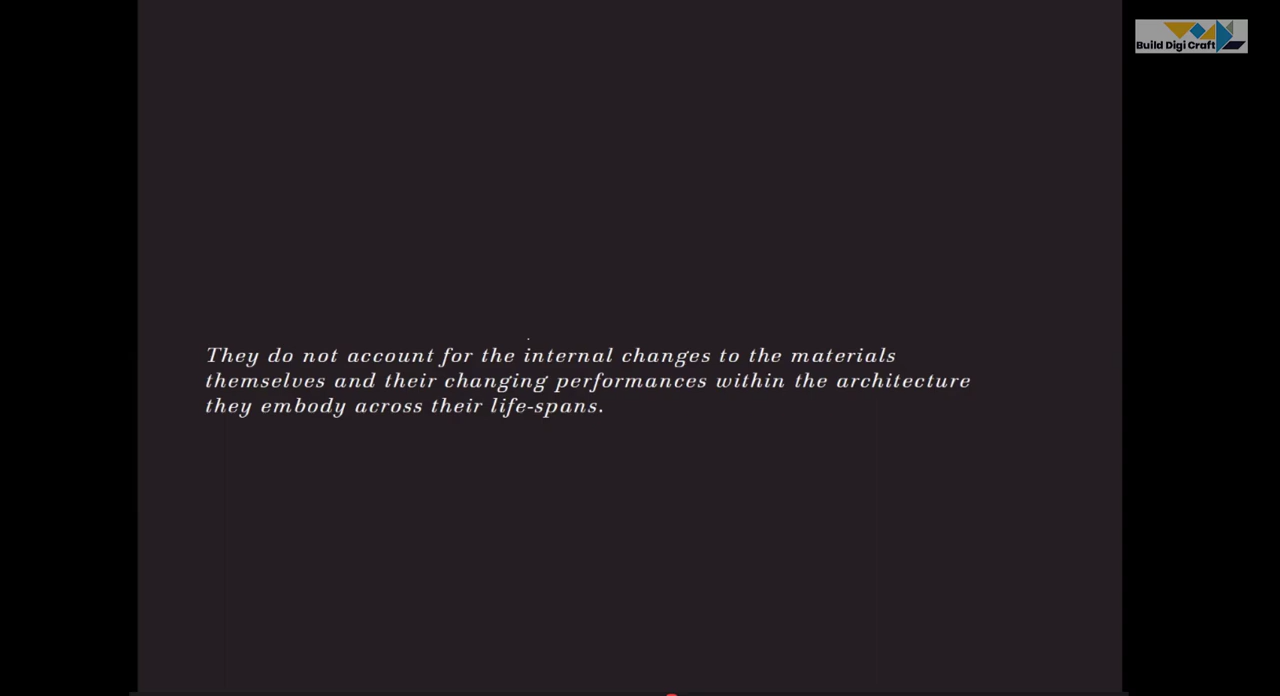 Build Digi Craft
They do not account for the internal changes to the materials
themselves and their changing performances within the architecture
they embody across their life-spans.